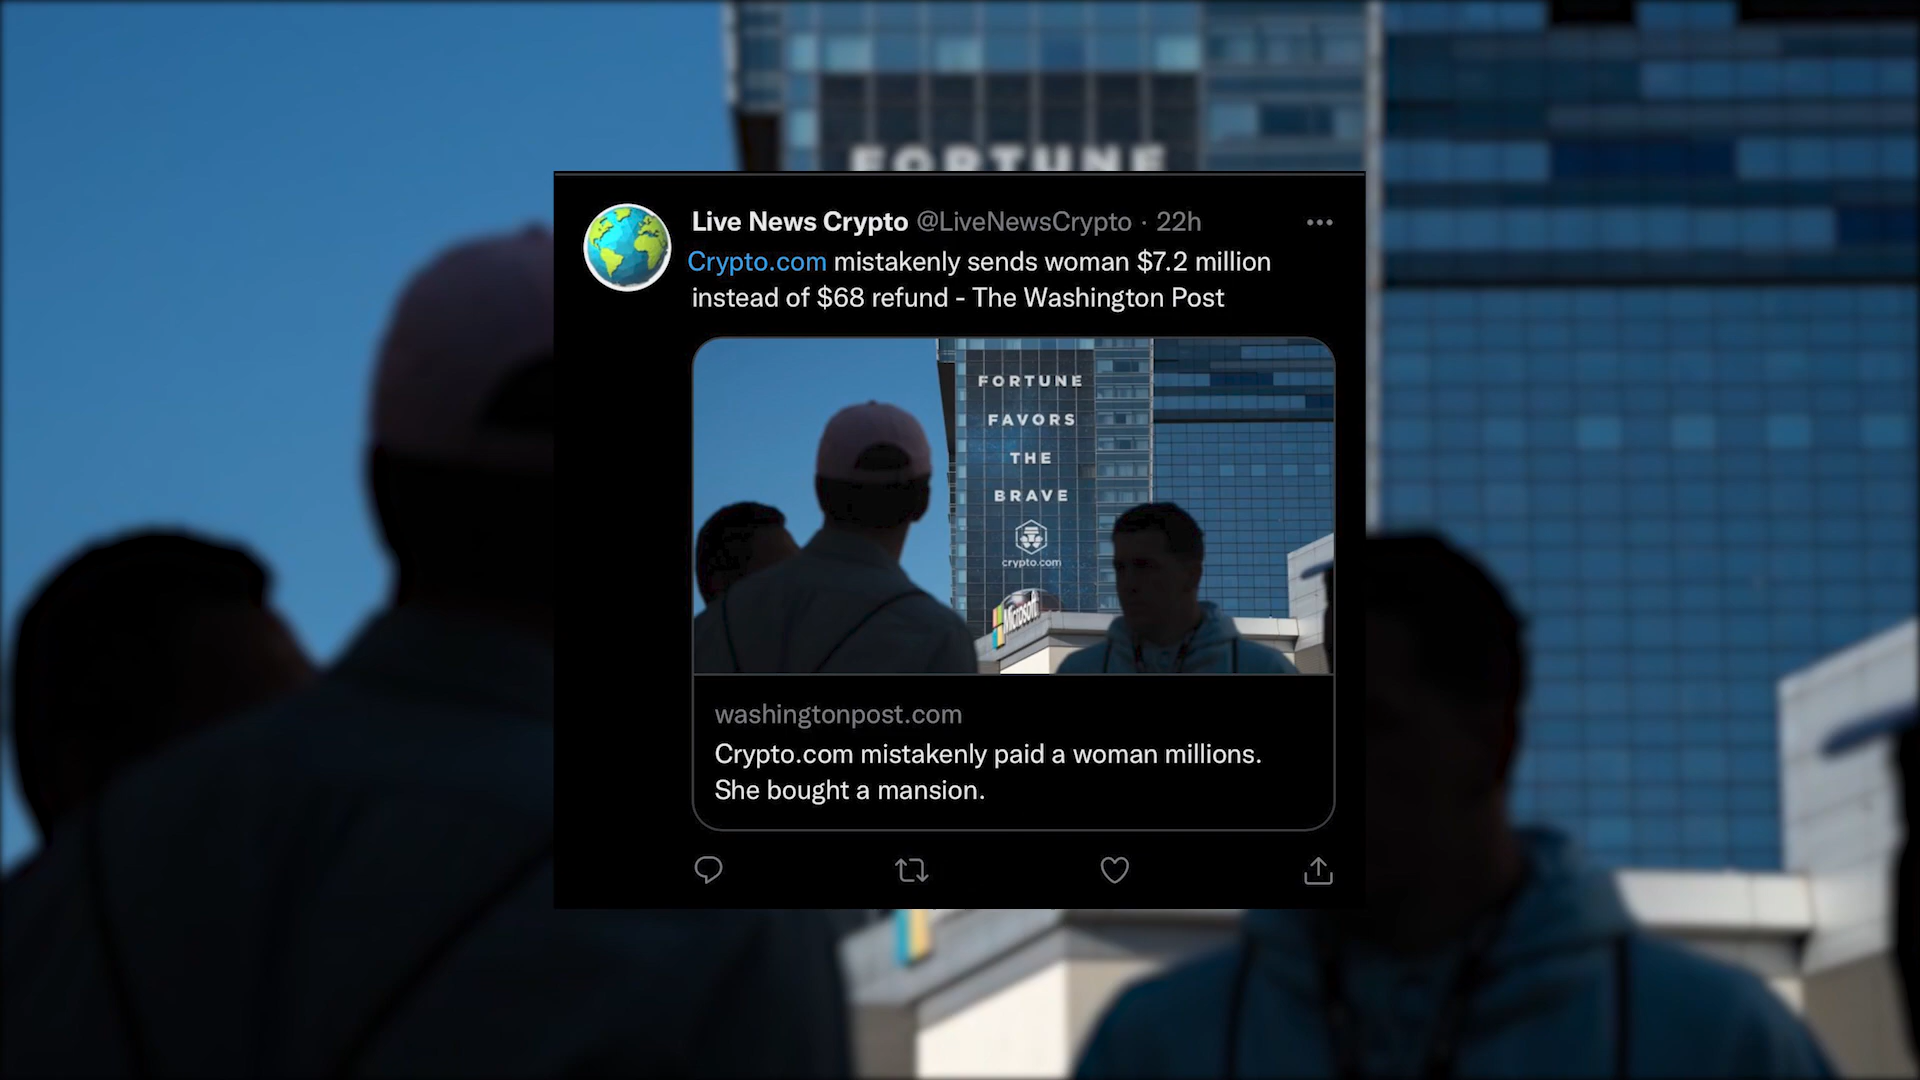 FORTUNE
Live News Crypto @LiveNewsCrypto · 22h
Crypto.com mistakenly sends woman $7.2 million
instead of $68 refund - The Washington Post
FORTUNE
FAVORS
THE
BRAVE
crypto.com
Microsoft
washingtonpost.com
Crypto.com mistakenly paid a woman millions.
She bought a mansion.